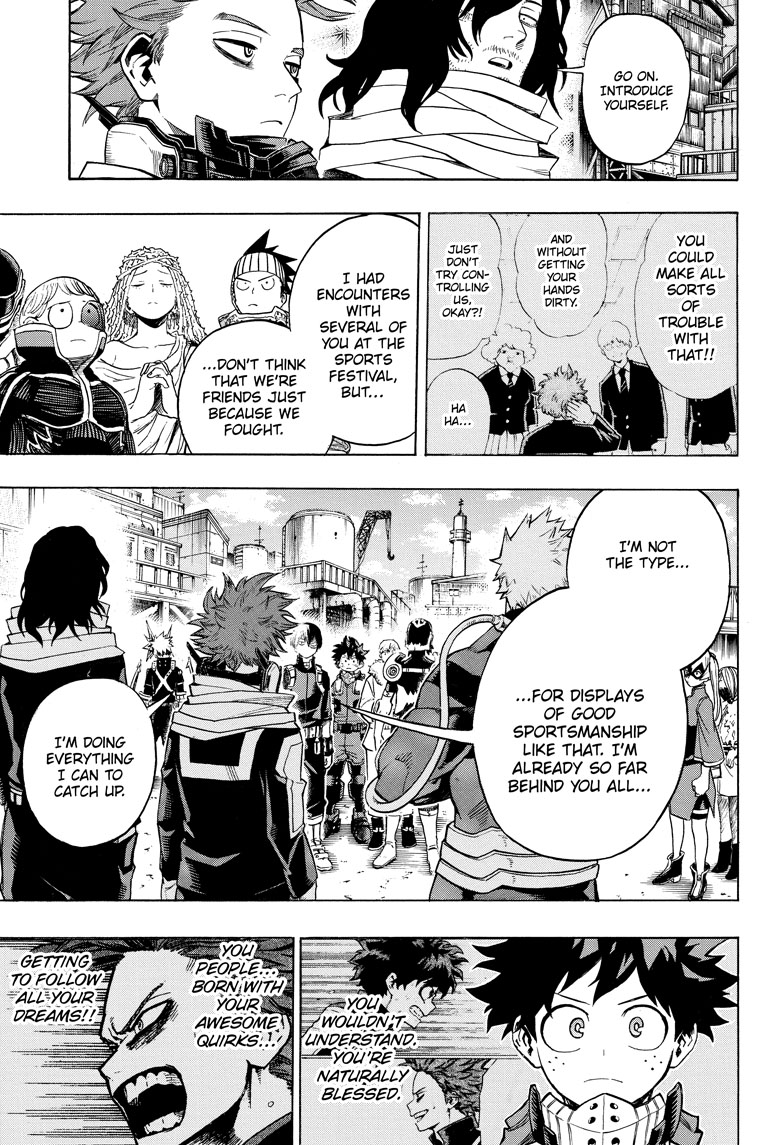 GO ON.
INTRODUCE
YOURSELF.
YOU
COULD
MAKE ALL
SORTS
OF
TROUBLE
WITH
THAT!!
AND
WITHOUT
GETTING
YOUR
HANDS
DIRTY.
JUST
DON'T
TRY CON-
TROLLING
US,
OKAY?!
HA
HA...
I HAD
ENCOUNTERS
WITH
SEVERAL OF
YOU AT THE
SPORTS
FESTIVAL,
BUT...
...DON'T THINK
THAT WE'RE
FRIENDS JUST
BECAUSE WE
FOUGHT.
I'M NOT
THE TYPE...
...FOR DISPLAYS
OF GOOD
SPORTSMANSHIP
LIKE THAT. I'M
ALREADY SO FAR
BEHIND YOU ALL...
I'M DOING
EVERYTHING
I CAN TO
CATCH UP.
YOU
WOULDN'T
UNDERSTAND.
YOU'RE
NATURALLY
BLESSED.
YOU
PEOPLE...
BORN WITH
YOUR
AWESOME
QUIRKS...
GETTING
TO FOLLOW
ALL YOUR
DREAMS!!